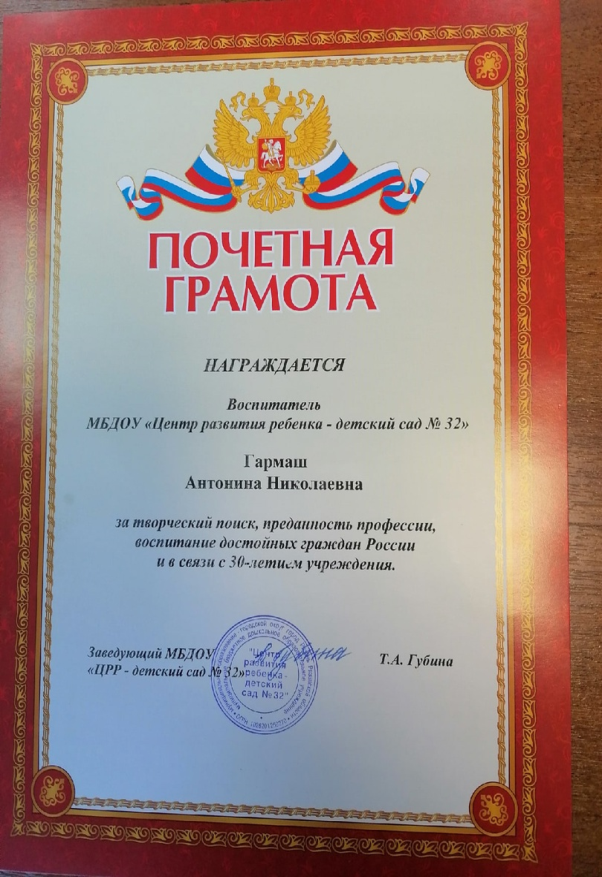 ПОЧЕТНАЯ
ГРАМОТА
НАГРАЖДАЕТСЯ
Воспитатель
МБДОУ «Центр развития ребенка - детский сад № 32»
Гармаш
Антонина Николаевна
за творческий поиск, преданность профессии,
воспитание достойных граждан России
и в связи с 30-летием учреждения.
Заведующий МБДОУ
«ЦРР - детский сад № 32»
Т.А. Губина
"Центр
развития
ребенка-
детский
сад №32"